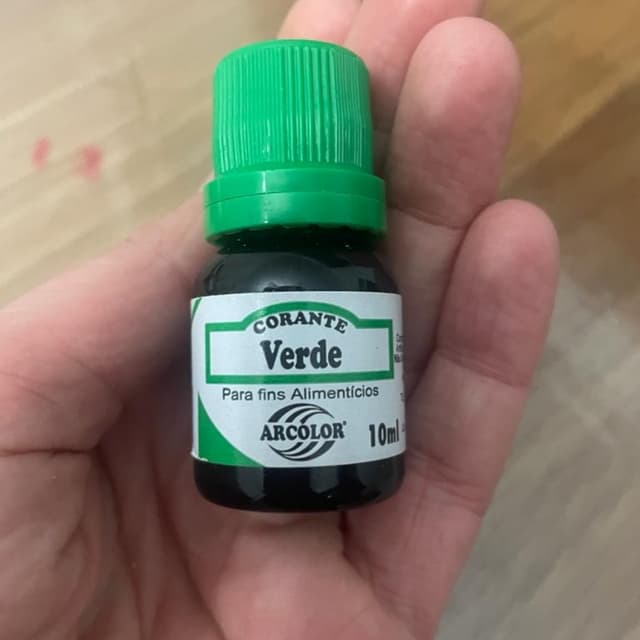 CORANTE
Verde
Para fins Alimentícios
ARCOLOR®
10ml